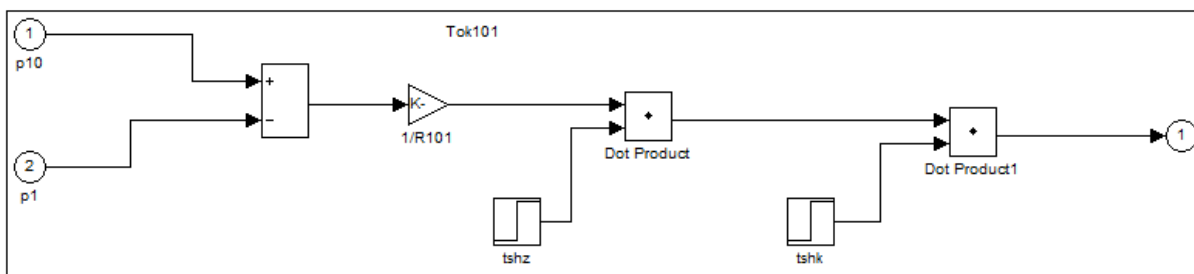 Tok101
1
p10
+
−
K-
1/R101
2
p1
Dot Product
Dot Product1
1
tshz
tshk